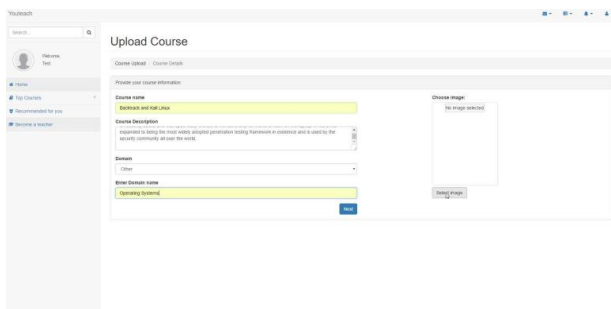 Youteach
Search...
Welcome,
Test
Home
Top Courses
Recommended for you
Become a teacher
Upload Course
Course Upload / Course Details
Provide your course information
Course name
Backtrack and Kali Linux
Course Description
expanded to being the most widely adopted penetration testing framework in existence and is used by the
security community all over the world.
Domain
Other
Enter Domain name
Operating Systems
Next
Choose image:
No image selected
Select image